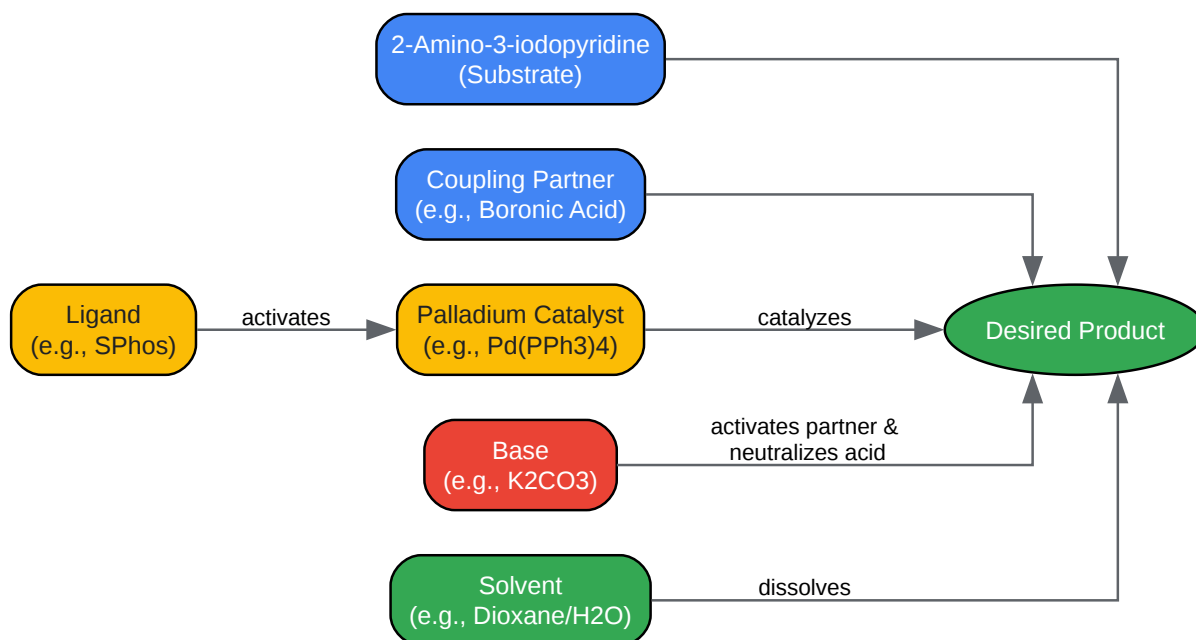 2-Amino-3-iodopyridine
(Substrate)
Coupling Partner
(e.g., Boronic Acid)
Ligand
(e.g., SPhos)
activates
Palladium Catalyst
(e.g., Pd(PPh3)4)
catalyzes
Desired Product
Base
(e.g., K2CO3)
activates partner &
neutralizes acid
Solvent
(e.g., Dioxane/H2O)
dissolves